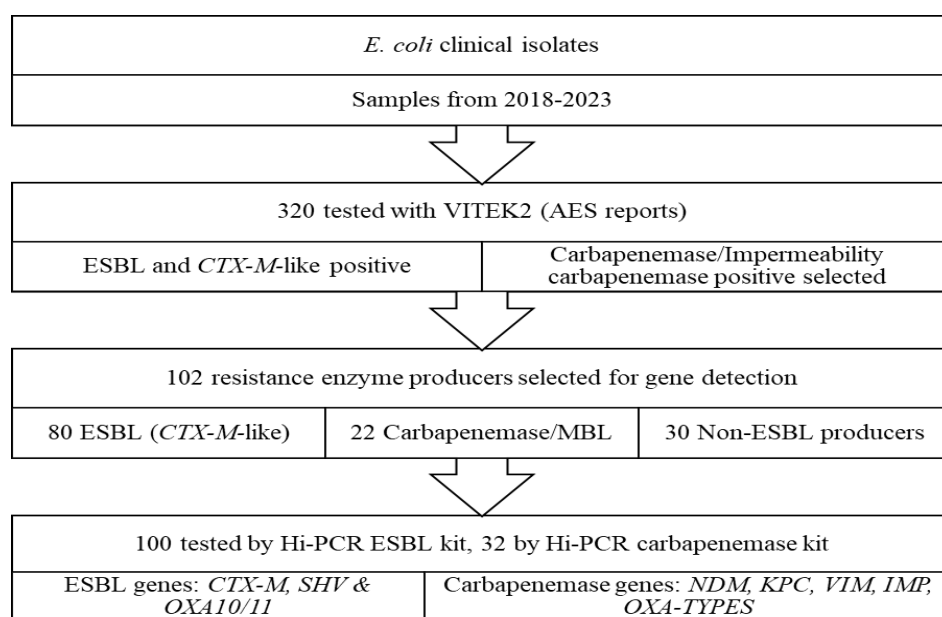 E. coli clinical isolates
Samples from 2018-2023
320 tested with VITEK2 (AES reports)
ESBL and CTX-M-like positive
Carbapenemase/Impermeability
carbapenemase positive selected
102 resistance enzyme producers selected for gene detection
80 ESBL (CTX-M-like)
22 Carbapenemase/MBL
30 Non-ESBL producers
100 tested by Hi-PCR ESBL kit, 32 by Hi-PCR carbapenemase kit
ESBL genes: CTX-M, SHV &
OXA10/11
Carbapenemase genes: NDM, KPC, VIM, IMP,
OXA-TYPES